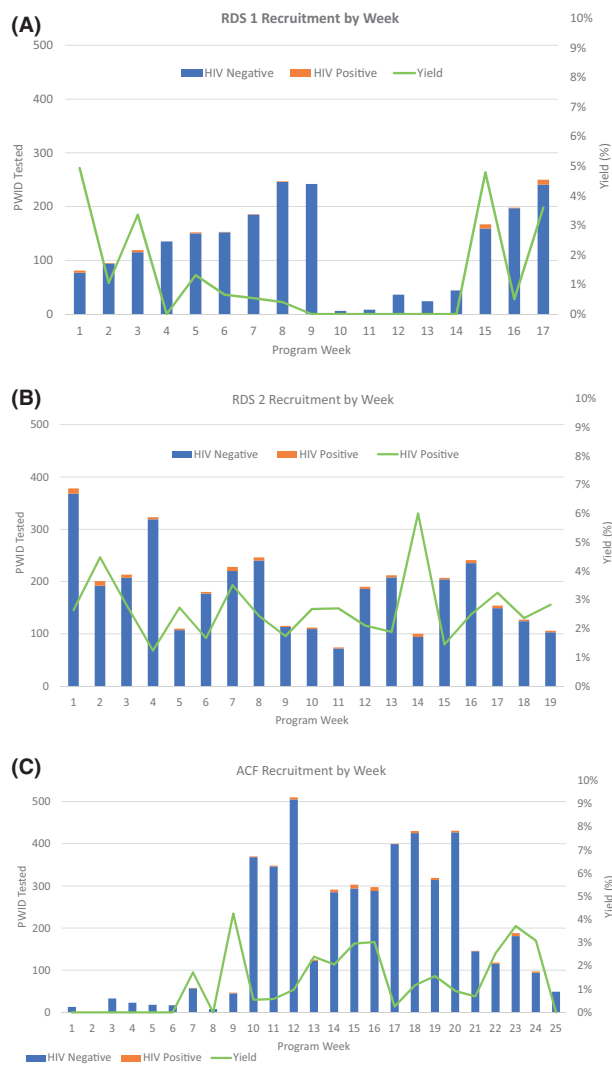 (A)
RDS 1 Recruitment by Week
HIV Negative HIV Positive Yield
500
400
300
200
100
0
10%
9%
8%
7%
6%
5%
4%
3%
2%
1%
0%
PWID Tested
Yield (%)
1 2 3 4 5 6 7 8 9 10 11 12 13 14 15 16 17
Program Week
(B)
RDS 2 Recruitment by Week
HIV Negative HIV Positive HIV Positive
500
400
300
200
100
0
10%
9%
8%
7%
6%
5%
4%
3%
2%
1%
0%
PWID Tested
Yield (%)
1 2 3 4 5 6 7 8 9 10 11 12 13 14 15 16 17 18 19
Program Week
(C)
ACF Recruitment by Week
500
400
300
200
100
0
10%
9%
8%
7%
6%
5%
4%
3%
2%
1%
0%
PWID Tested
Yield (%)
1 2 3 4 5 6 7 8 9 10 11 12 13 14 15 16 17 18 19 20 21 22 23 24 25
Program Week
HIV Negative HIV Positive Yield